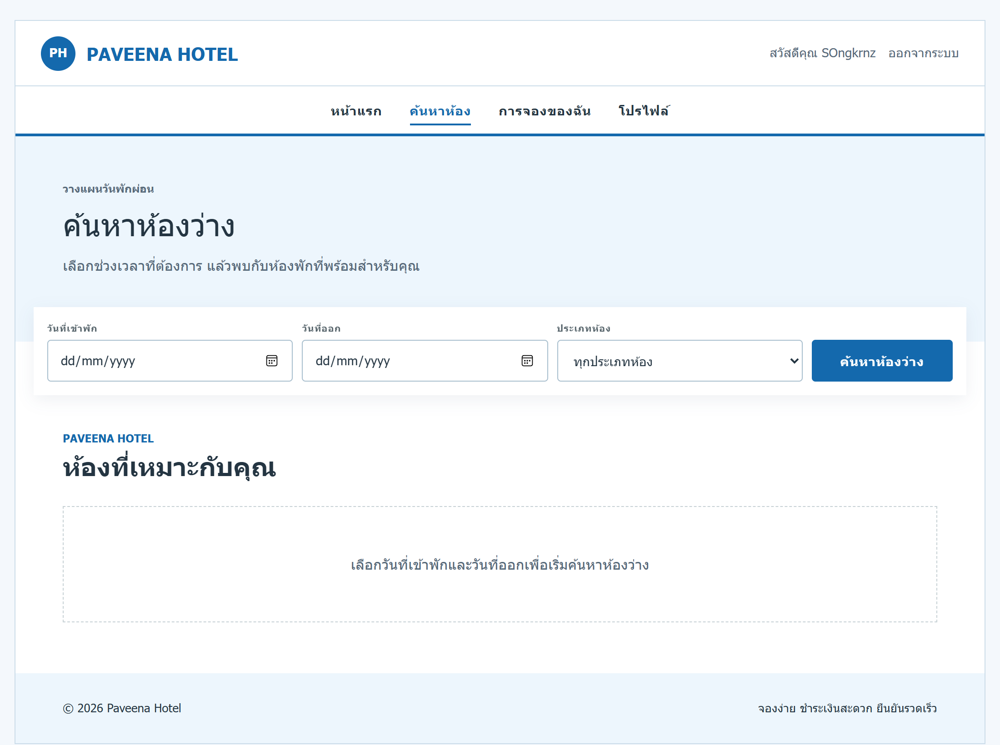 PH PAVEENA HOTEL สวัสดีคุณ SOngkrnz ออกจากระบบ
หน้าแรก ค้นหาห้อง การจองของฉัน โปรไฟล์
วางแผนวันพักผ่อน
ค้นหาห้องว่าง
เลือกช่วงเวลาที่ต้องการ แล้วพบกับห้องพักที่พร้อมสำหรับคุณ
วันที่เข้าพัก วันที่ออก ประเภทห้อง
dd/mm/yyyy dd/mm/yyyy ทุกประเภทห้อง ค้นหาห้องว่าง
PAVEENA HOTEL
ห้องที่เหมาะกับคุณ
เลือกวันที่เข้าพักและวันที่ออกเพื่อเริ่มค้นหาห้องว่าง
© 2026 Paveena Hotel จองง่าย ชำระเงินสะดวก ยืนยันรวดเร็ว